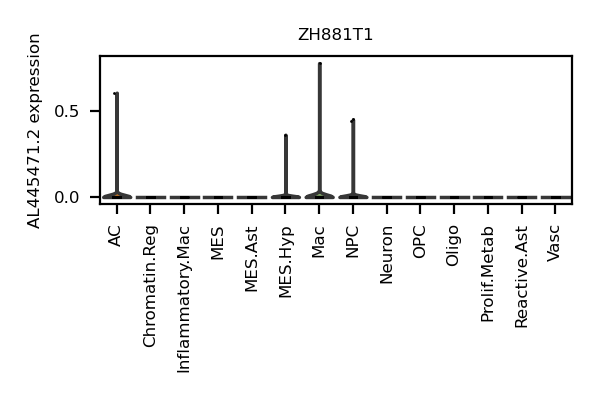 ZH881T1
AL445471.2 expression
0.5
0.0
AC
Chromatin.Reg
Inflammatory.Mac
MES
MES.Ast
MES.Hyp
Mac
NPC
Neuron
OPC
Oligo
Prolif.Metab
Reactive.Ast
Vasc